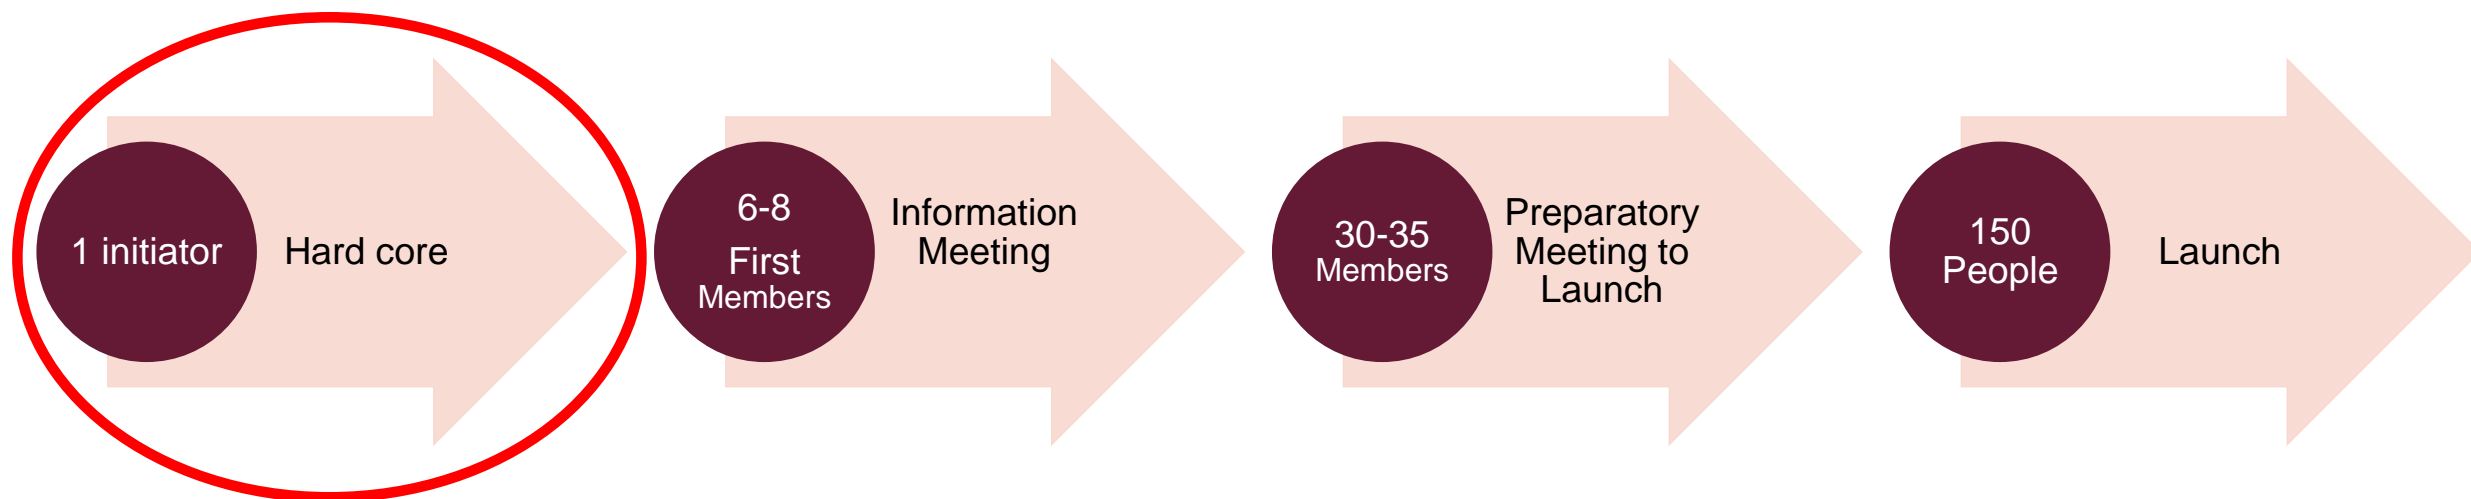 1 initiator
Hard core
6-8
First
Members
Information
Meeting
30-35
Members
Preparatory
Meeting to
Launch
150
People
Launch